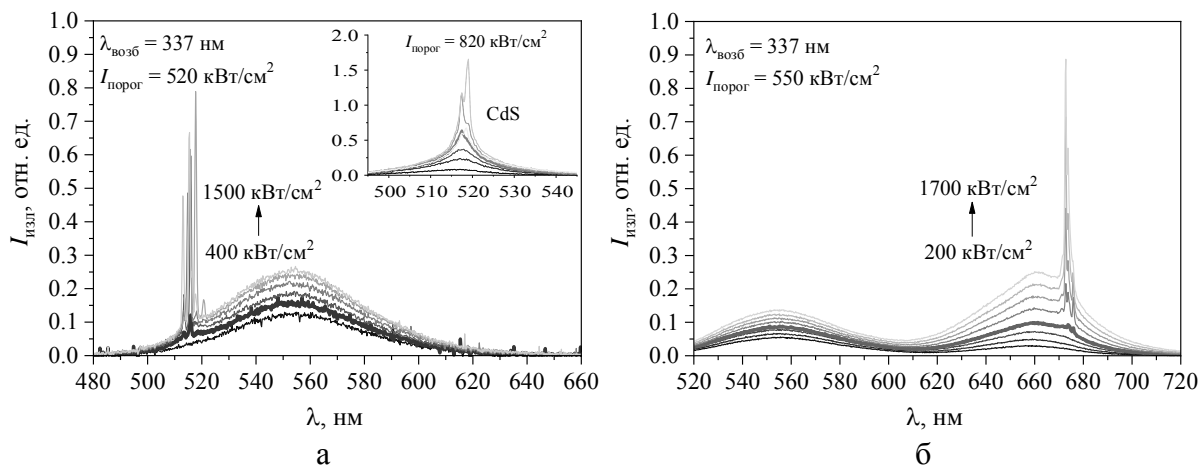 1.0
0.9
0.8
0.7
0.6
0.5
0.4
0.3
0.2
0.1
0.0
Iизл, отн. ед.
λвозб = 337 нм
Iпорог = 520 кВт/см²
1500 кВт/см²
400 кВт/см²
2.0
1.5
1.0
0.5
0.0
Iпорог = 820 кВт/см²
CdS
500 510 520 530 540
480 500 520 540 560 580 600 620 640 660
λ, нм
а
1.0
0.9
0.8
0.7
0.6
0.5
0.4
0.3
0.2
0.1
0.0
Iизл, отн. ед.
λвозб = 337 нм
Iпорог = 550 кВт/см²
1700 кВт/см²
200 кВт/см²
520 540 560 580 600 620 640 660 680 700 720
λ, нм
б